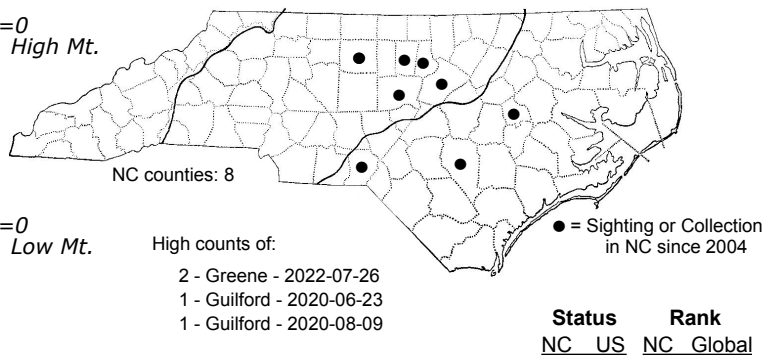 =0
High Mt.
NC counties: 8
=0
Low Mt.
High counts of:
2 - Greene - 2022-07-26
1 - Guilford - 2020-06-23
1 - Guilford - 2020-08-09
● = Sighting or Collection
in NC since 2004
Status Rank
NC US NC Global